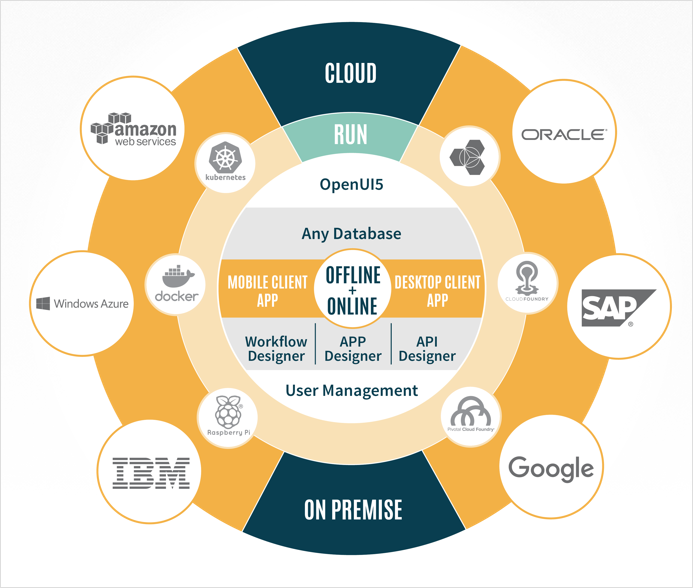 CLOUD
RUN
amazon
web services
kubernetes
ORACLE
OpenUI5
Any Database
Windows Azure
docker
MOBILE CLIENT
APP
OFFLINE
+
ONLINE
DESKTOP CLIENT
APP
CLOUDFOUNDRY
SAP
®
Workflow
Designer
APP
Designer
API
Designer
User Management
Raspberry Pi
Pivotal Cloud Foundry
IBM
Google
ON PREMISE